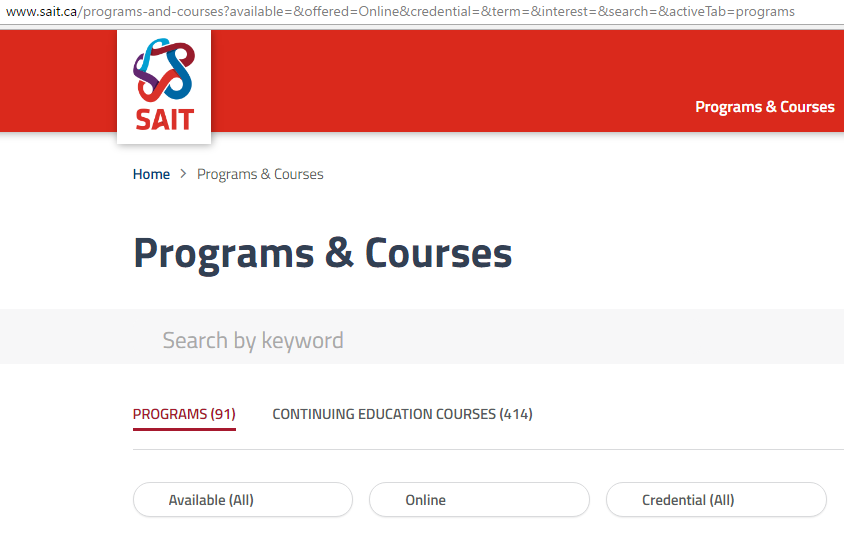 www.sait.ca/programs-and-courses?available=&offered=Online&credential=&term=&interest=&search=&activeTab=programs
SAIT
Programs & Courses
Home > Programs & Courses
Programs & Courses
Search by keyword
PROGRAMS (91) CONTINUING EDUCATION COURSES (414)
Available (All) Online Credential (All)